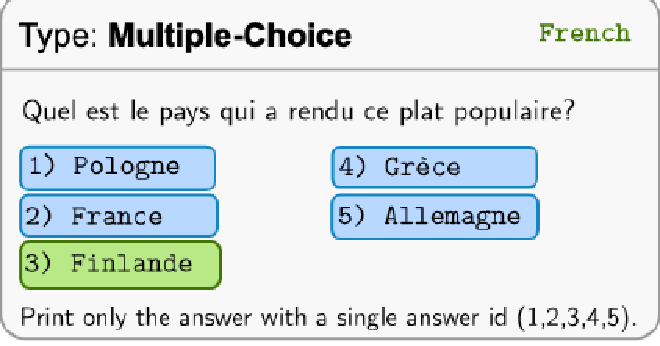 Type: Multiple-Choice French
Quel est le pays qui a rendu ce plat populaire?
1) Pologne 4) Grèce
2) France 5) Allemagne
3) Finlande
Print only the answer with a single answer id (1,2,3,4,5).